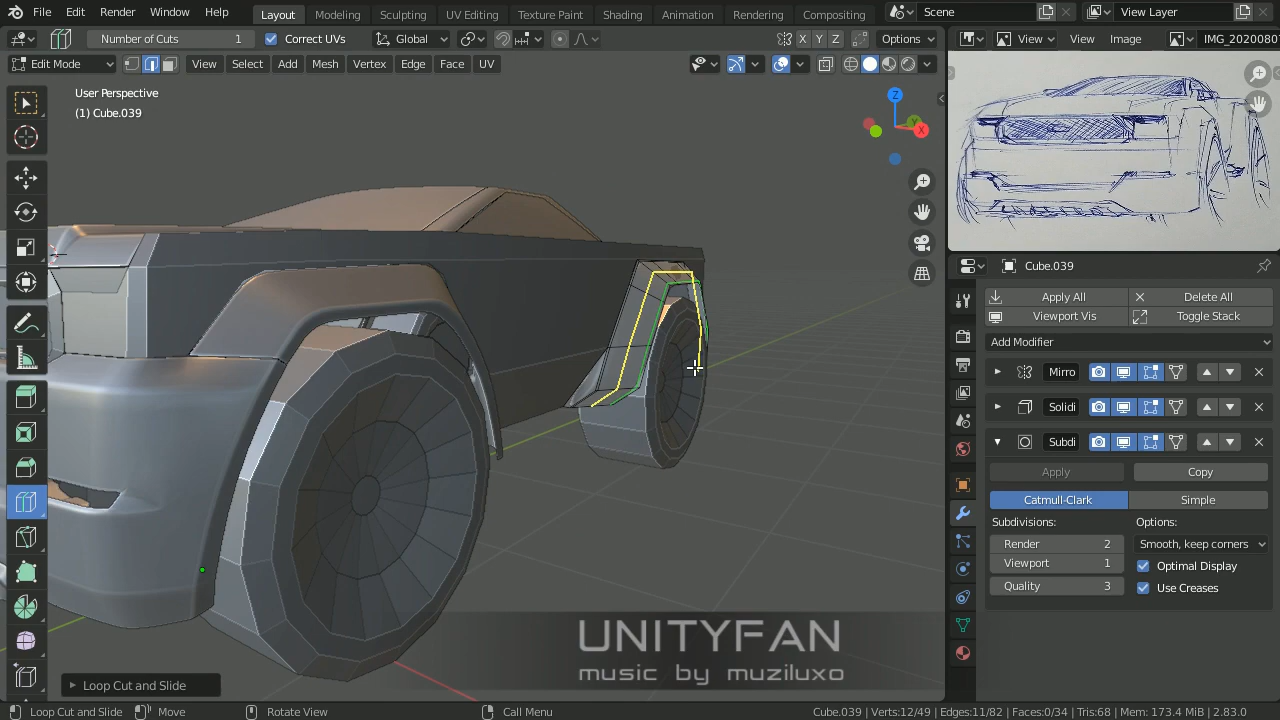 File Edit Render Window Help Layout Modeling Sculpting UV Editing Texture Paint Shading Animation Rendering Compositing Scene View Layer
Number of Cuts 1 Correct UVs Global X Y Z Options View View Image IMG_2020080
Edit Mode View Select Add Mesh Vertex Edge Face UV
User Perspective
(1) Cube.039
Z
Y
X
Cube.039
Apply All Delete All
Viewport Vis Toggle Stack
Add Modifier
Mirro
Solidi
Subdi
Apply Copy
Catmull-Clark Simple
Subdivisions: Options:
Render 2 Smooth, keep corners
Viewport 1 Optimal Display
Quality 3 Use Creases
UNITYFAN
music by muziluxo
Loop Cut and Slide
Loop Cut and Slide Move Rotate View Call Menu Cube.039 | Verts:12/49 | Edges:11/82 | Faces:0/34 | Tris:68 | Mem: 173.4 MiB | 2.83.0